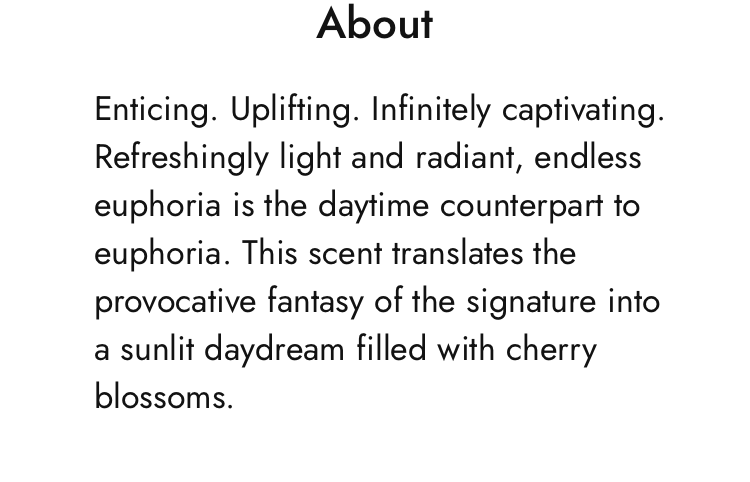 About
Enticing. Uplifting. Infinitely captivating.
Refreshingly light and radiant, endless
euphoria is the daytime counterpart to
euphoria. This scent translates the
provocative fantasy of the signature into
a sunlit daydream filled with cherry
blossoms.